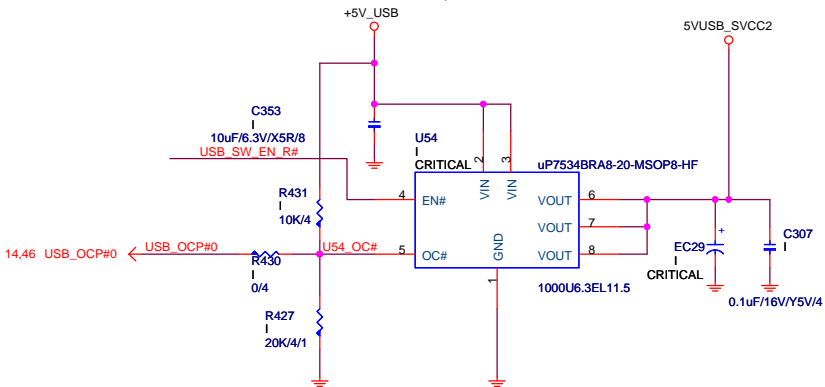 +5V_USB
5VUSB_SVCC2
C353
I
10uF/6.3V/X5R/8
USB_SW_EN_R#
U54
I
CRITICAL
2
3
uP7534BRA8-20-MSOP8-HF
VIN
VIN
R431
I
10K/4
4
EN#
VOUT
6
VOUT
7
14,46 USB_OCP#0
USB_OCP#0
U54_OC#
5
OC#
GND
VOUT
8
R430
I
0/4
EC29
I
CRITICAL
+
C307
I
1
1000U6.3EL11.5
0.1uF/16V/Y5V/4
R427
I
20K/4/1